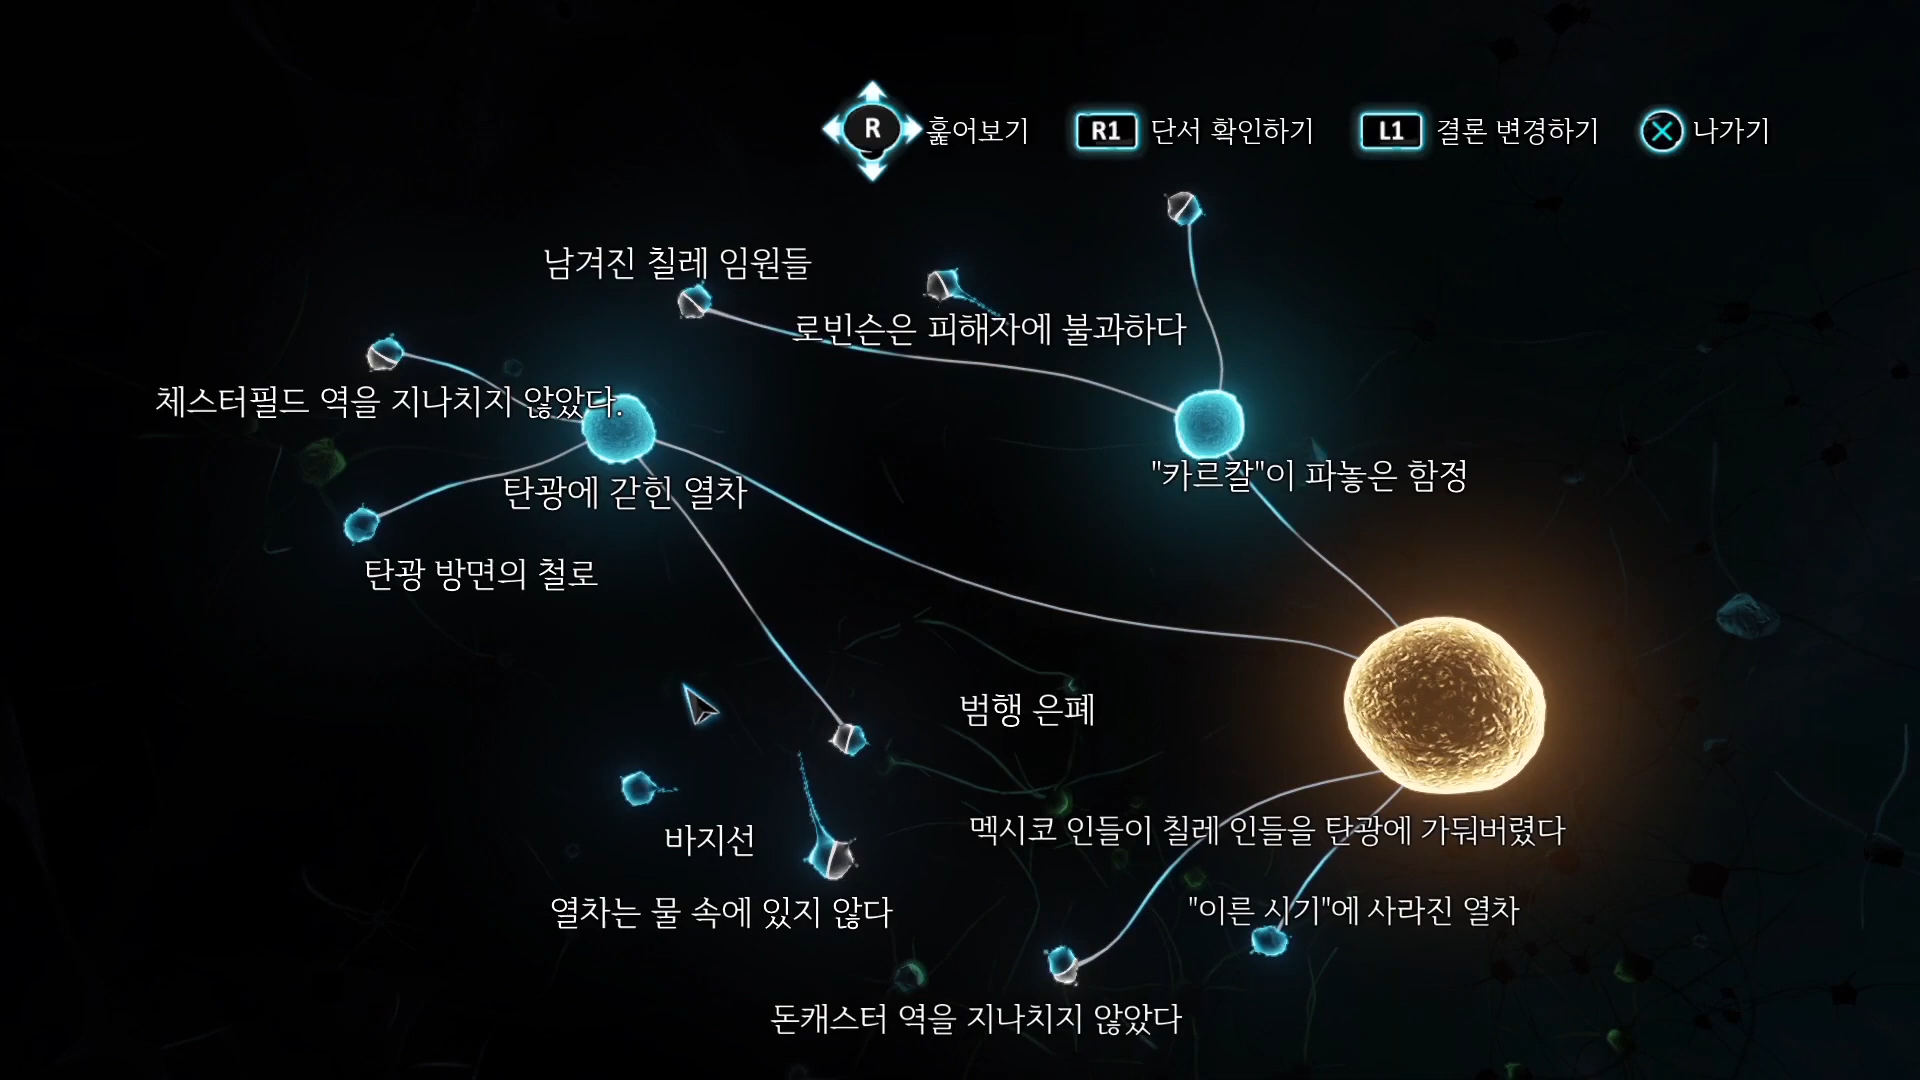 R 훑어보기 R1 단서 확인하기 L1 결론 변경하기 나가기
남겨진 칠레 임원들
로빈슨은 피해자에 불과하다
체스터필드 역을 지나치지 않았다.
"카르칼"이 파놓은 함정
탄광에 갇힌 열차
탄광 방면의 철로
범행 은폐
멕시코 인들이 칠레 인들을 탄광에 가둬버렸다
바지선
열차는 물 속에 있지 않다
"이른 시기"에 사라진 열차
돈캐스터 역을 지나치지 않았다